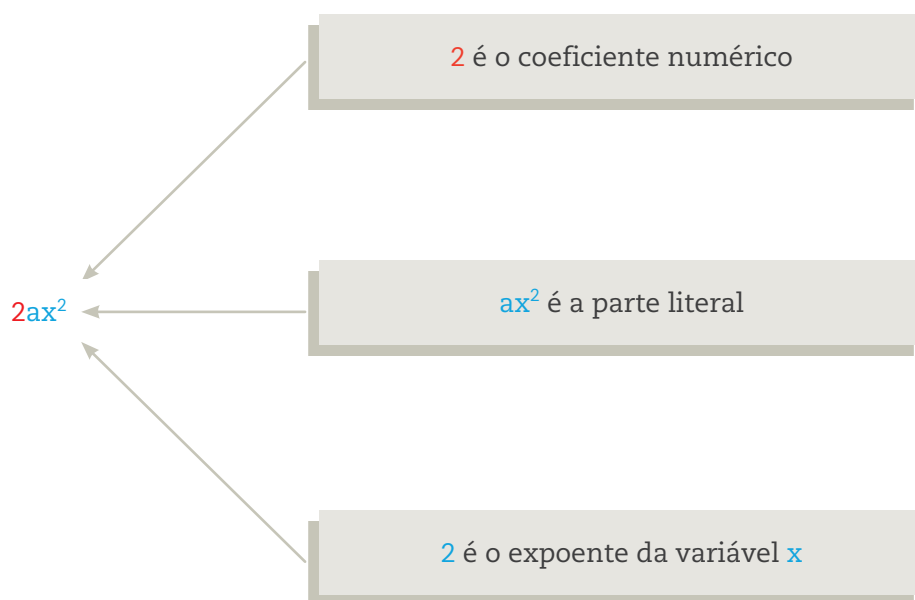 2 é o coeficiente numérico
2ax²
ax² é a parte literal
2 é o expoente da variável x